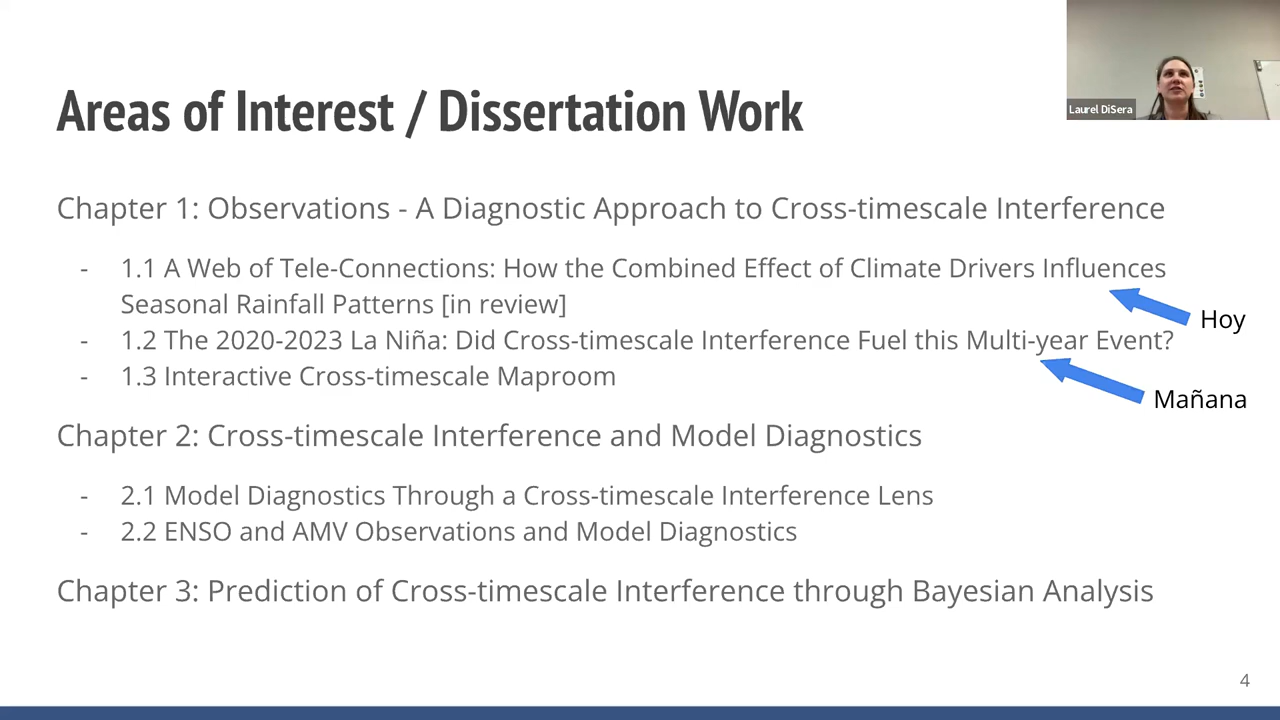 Laurel DiSera
Areas of Interest / Dissertation Work
Chapter 1: Observations - A Diagnostic Approach to Cross-timescale Interference
- 1.1 A Web of Tele-Connections: How the Combined Effect of Climate Drivers Influences
Seasonal Rainfall Patterns [in review]
Hoy
- 1.2 The 2020-2023 La Niña: Did Cross-timescale Interference Fuel this Multi-year Event?
- 1.3 Interactive Cross-timescale Maproom
Mañana
Chapter 2: Cross-timescale Interference and Model Diagnostics
- 2.1 Model Diagnostics Through a Cross-timescale Interference Lens
- 2.2 ENSO and AMV Observations and Model Diagnostics
Chapter 3: Prediction of Cross-timescale Interference through Bayesian Analysis
4